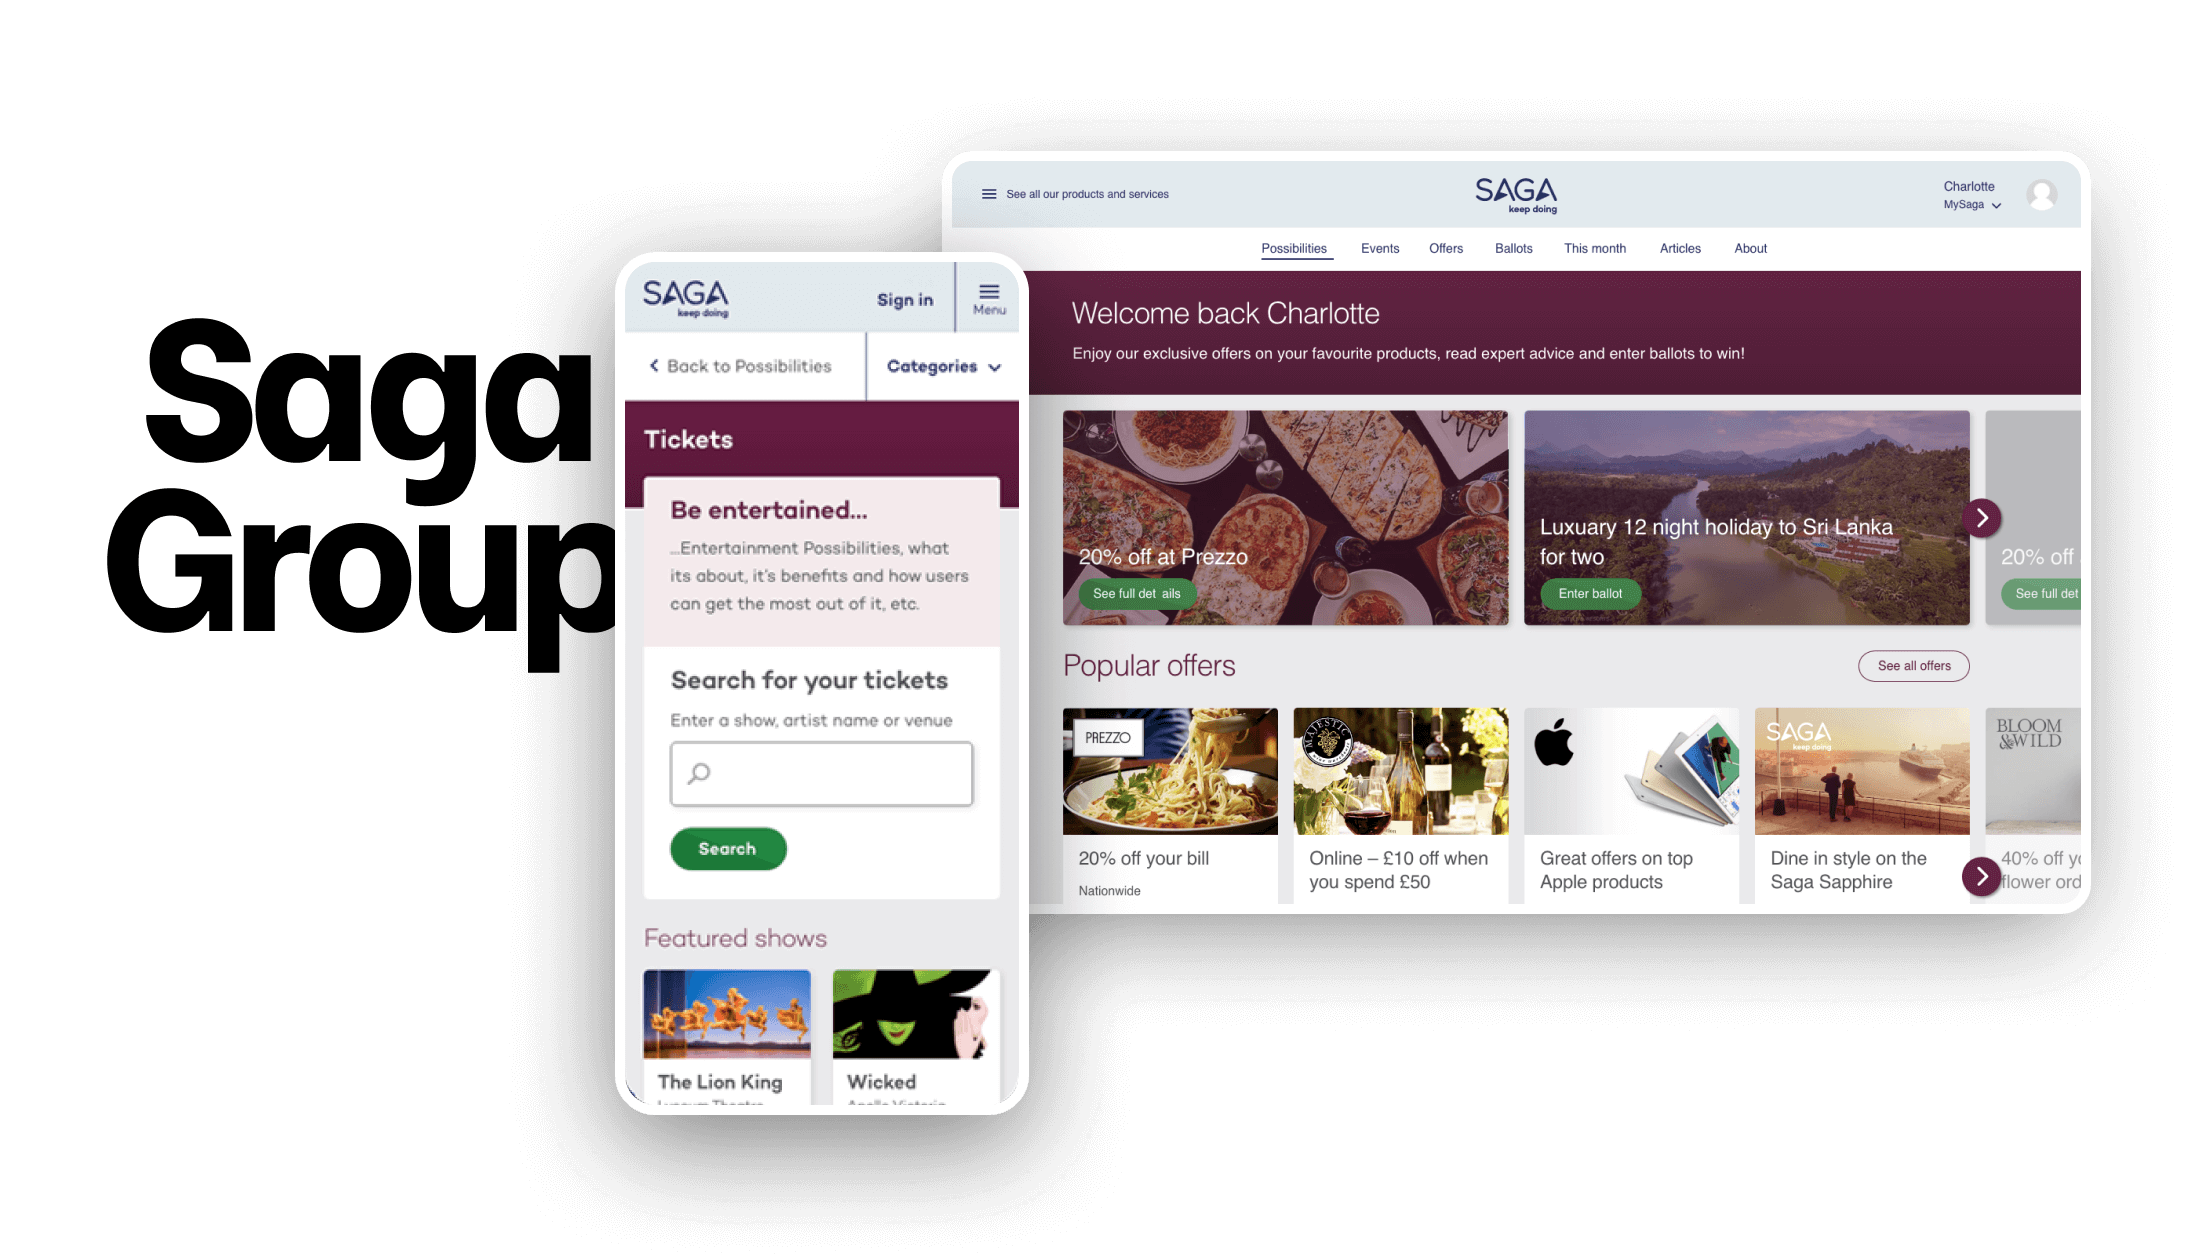 Saga
Group
SAGA
keep doing
Sign in
Menu
Back to Possibilities
Categories
Tickets
Be entertained...
...Entertainment Possibilities, what
its about, it's benefits and how users
can get the most out of it, etc.
Search for your tickets
Enter a show, artist name or venue
Search
Featured shows
The Lion King
Wicked
See all our products and services
SAGA
keep doing
Charlotte
MySaga
Possibilities
Events
Offers
Ballots
This month
Articles
About
Welcome back Charlotte
Enjoy our exclusive offers on your favourite products, read expert advice and enter ballots to win!
20% off at Prezzo
See full det ails
Luxuary 12 night holiday to Sri Lanka
for two
Enter ballot
20% off
See full det
Popular offers
See all offers
PREZZO
20% off your bill
Nationwide
MAJESTIC
Online – £10 off when
you spend £50
Great offers on top
Apple products
SAGA
keep doing
Dine in style on the
Saga Sapphire
BLOOM
&WILD
40% off
flower ord